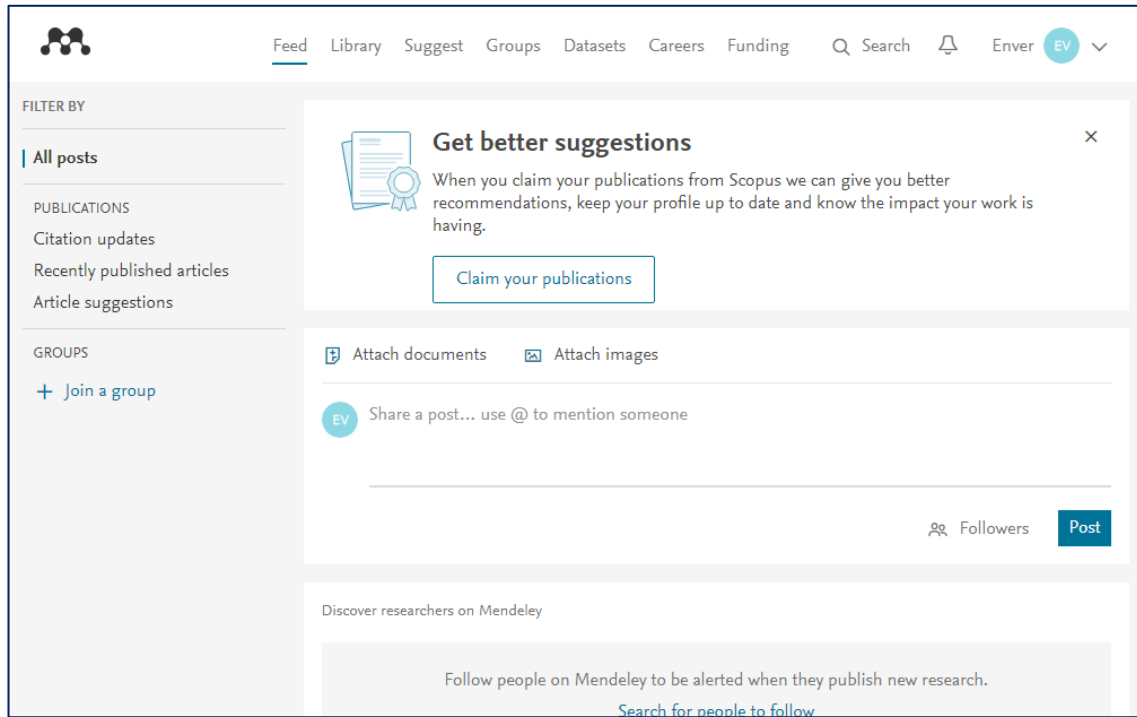 Feed Library Suggest Groups Datasets Careers Funding Search Enver EV
FILTER BY
All posts
PUBLICATIONS
Citation updates
Recently published articles
Article suggestions
GROUPS
+ Join a group
Get better suggestions
When you claim your publications from Scopus we can give you better
recommendations, keep your profile up to date and know the impact your work is
having.
Claim your publications
Attach documents Attach images
EV Share a post... use @ to mention someone
Followers Post
Discover researchers on Mendeley
Follow people on Mendeley to be alerted when they publish new research.
Search for people to follow